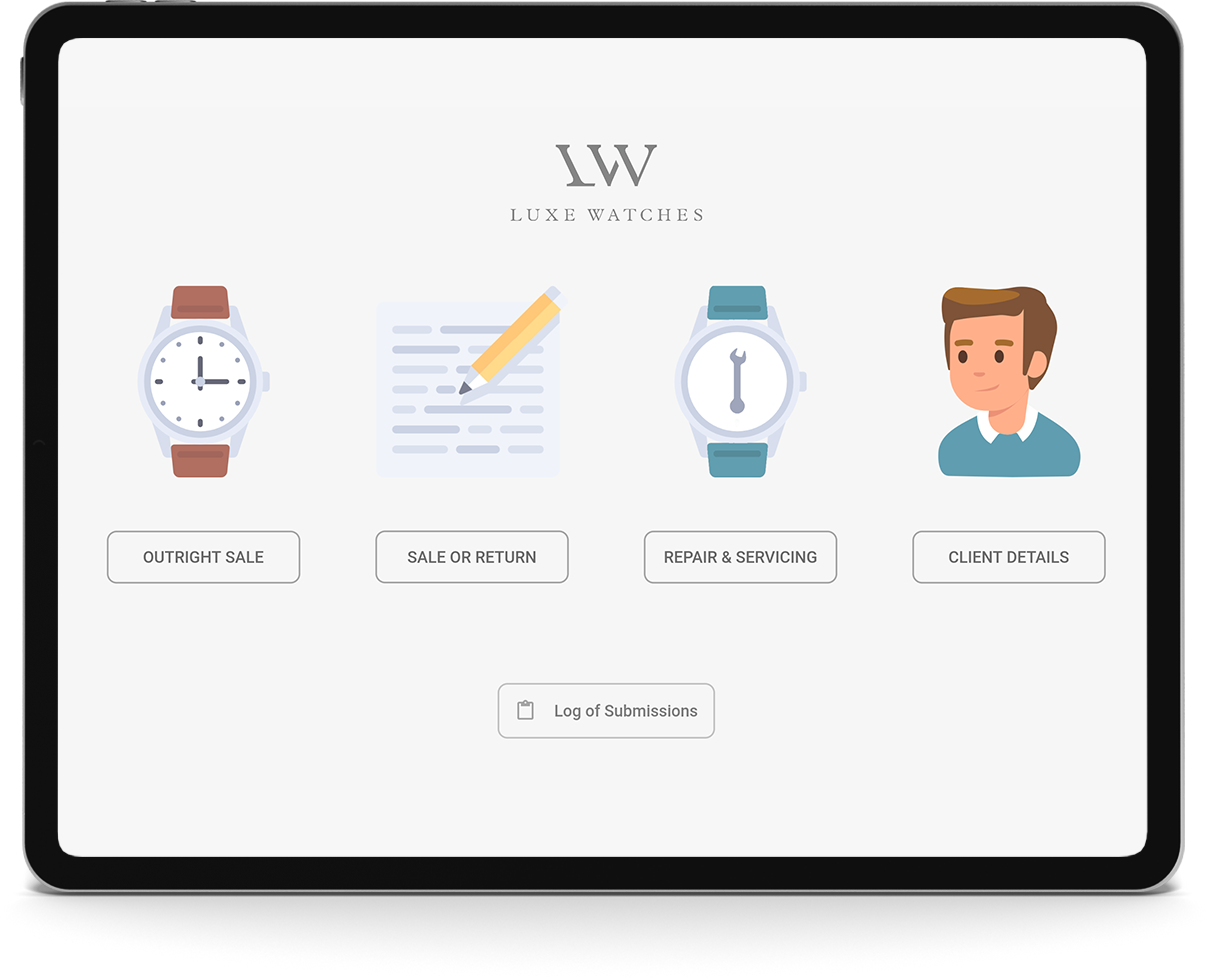 LW
LUXE WATCHES
OUTRIGHT SALE
SALE OR RETURN
REPAIR & SERVICING
CLIENT DETAILS
Log of Submissions